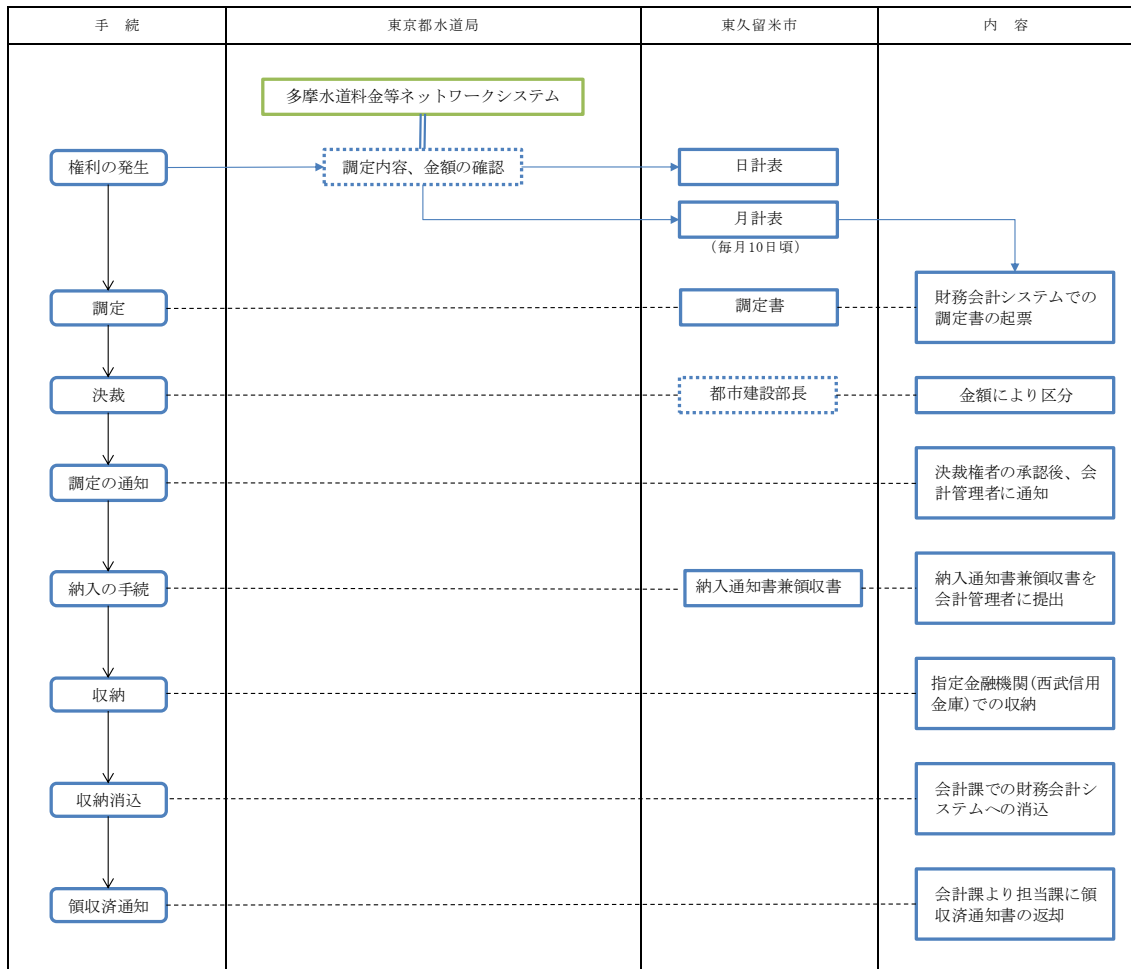 手　続
東京都水道局
東久留米市
内　容
多摩水道料金等ネットワークシステム
権利の発生
調定内容、金額の確認
日計表
月計表
（毎月10日頃）
調定
調定書
財務会計システムでの
調定書の起票
決裁
都市建設部長
金額により区分
調定の通知
決裁権者の承認後、会
計管理者に通知
納入の手続
納入通知書兼領収書
納入通知書兼領収書を
会計管理者に提出
収納
指定金融機関(西武信用
金庫)での収納
収納消込
会計課での財務会計シ
ステムへの消込
領収済通知
会計課より担当課に領
収済通知書の返却